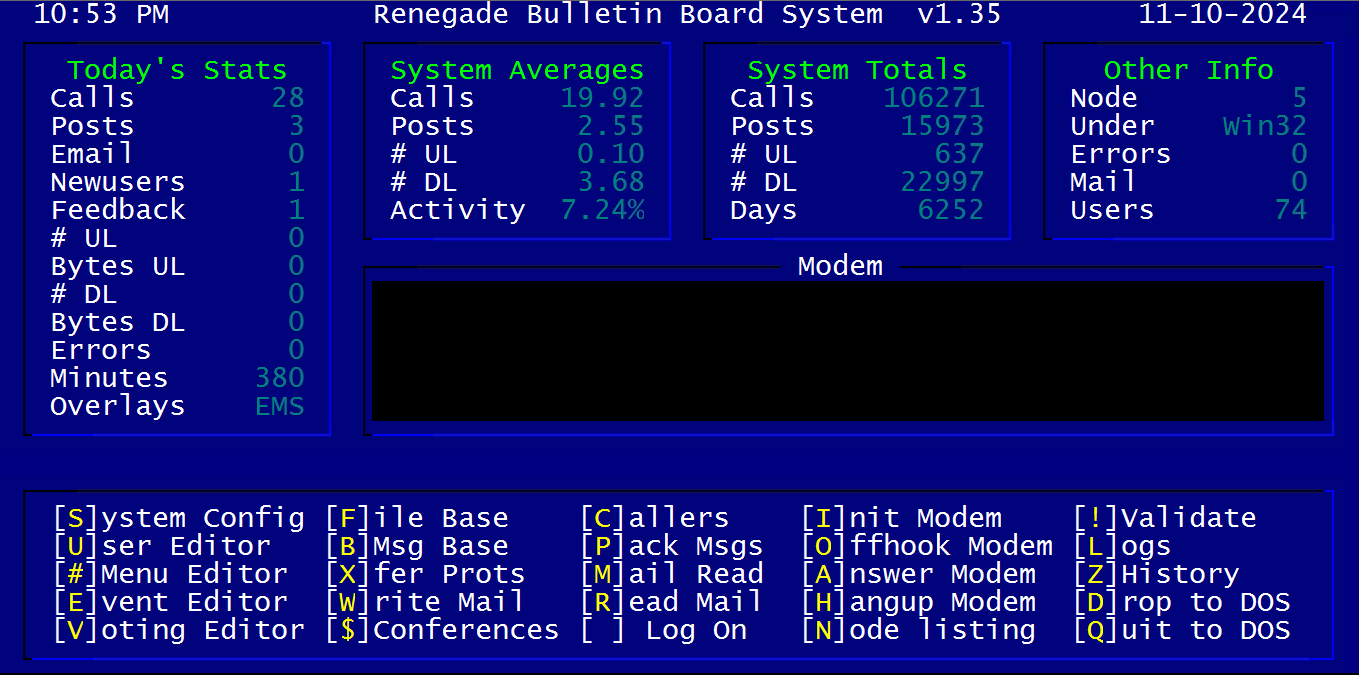 10:53 PM Renegade Bulletin Board System v1.35 11-10-2024
Today's Stats
Calls 28
Posts 3
Email 0
Newusers 1
Feedback 1
# UL 0
Bytes UL 0
# DL 0
Bytes DL 0
Errors 0
Minutes 380
Overlays EMS
System Averages
Calls 19.92
Posts 2.55
# UL 0.10
# DL 3.68
Activity 7.24%
System Totals
Calls 106271
Posts 15973
# UL 637
# DL 22997
Days 6252
Other Info
Node 5
Under Win32
Errors 0
Mail 0
Users 74
Modem
[S]ystem Config [F]ile Base [C]allers [I]nit Modem [!]Validate
[U]ser Editor [B]Msg Base [P]ack Msgs [O]ffhook Modem [L]ogs
[#]Menu Editor [X]fer Prots [M]ail Read [A]nswer Modem [Z]History
[E]vent Editor [W]rite Mail [R]ead Mail [H]angup Modem [D]rop to DOS
[V]oting Editor [$]Conferences [ ] Log On [N]ode listing [Q]uit to DOS